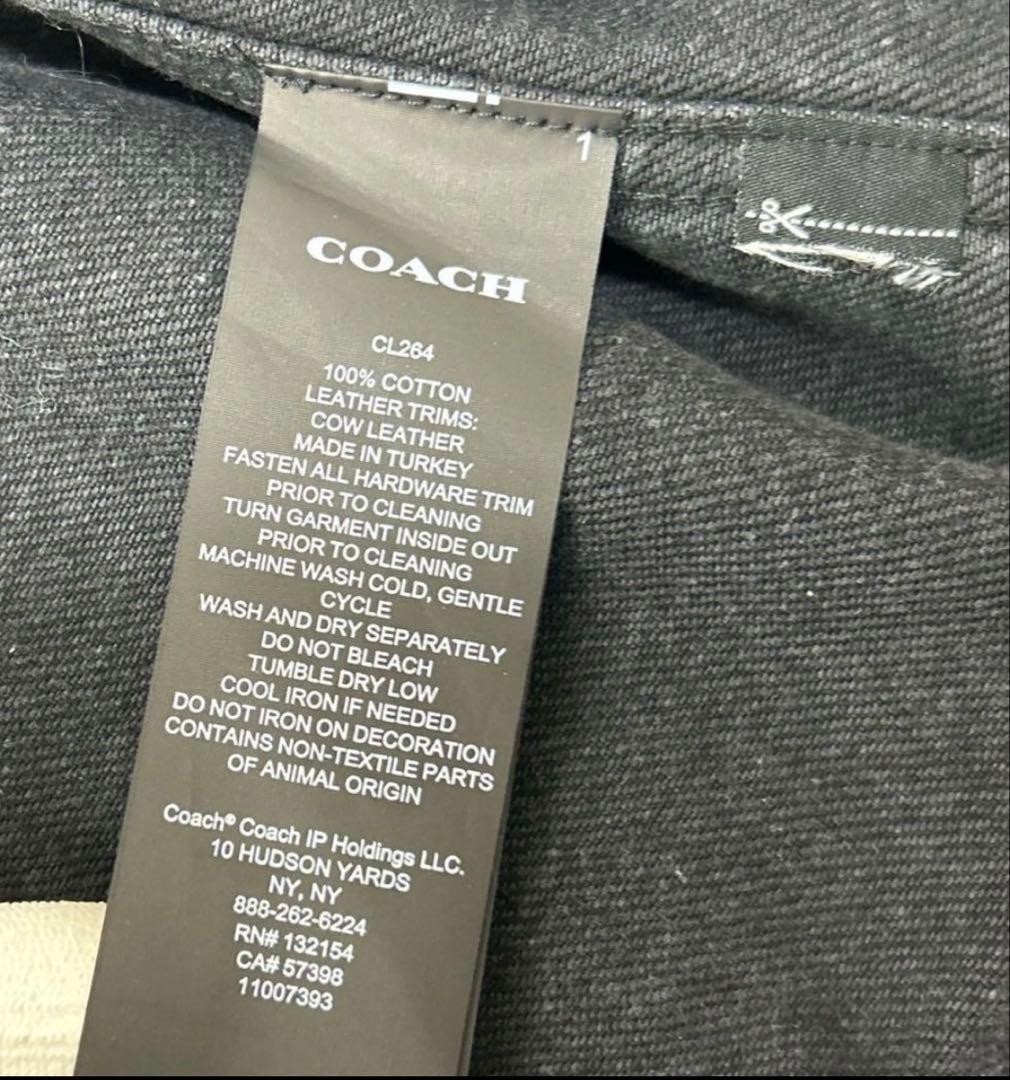 1
COACH
CL264
100% COTTON
LEATHER TRIMS:
COW LEATHER
MADE IN TURKEY
FASTEN ALL HARDWARE TRIM
PRIOR TO CLEANING
TURN GARMENT INSIDE OUT
PRIOR TO CLEANING
MACHINE WASH COLD, GENTLE
CYCLE
WASH AND DRY SEPARATELY
DO NOT BLEACH
TUMBLE DRY LOW
COOL IRON IF NEEDED
DO NOT IRON ON DECORATION
CONTAINS NON-TEXTILE PARTS
OF ANIMAL ORIGIN
Coach® Coach IP Holdings LLC.
10 HUDSON YARDS
NY, NY
888-262-6224
RN# 132154
CA# 57398
11007393